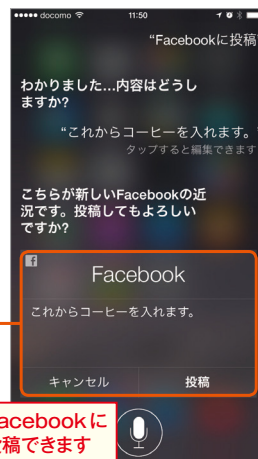 docomo 11:50
“Facebookに投稿”
わかりました...内容はどうし
ますか?
“これからコーヒーを入れます。”
タップすると編集できます
こちらが新しいFacebookの近
況です。投稿してもよろしい
ですか?
f
Facebook
これからコーヒーを入れます。
キャンセル 投稿
acebookに
稿できます